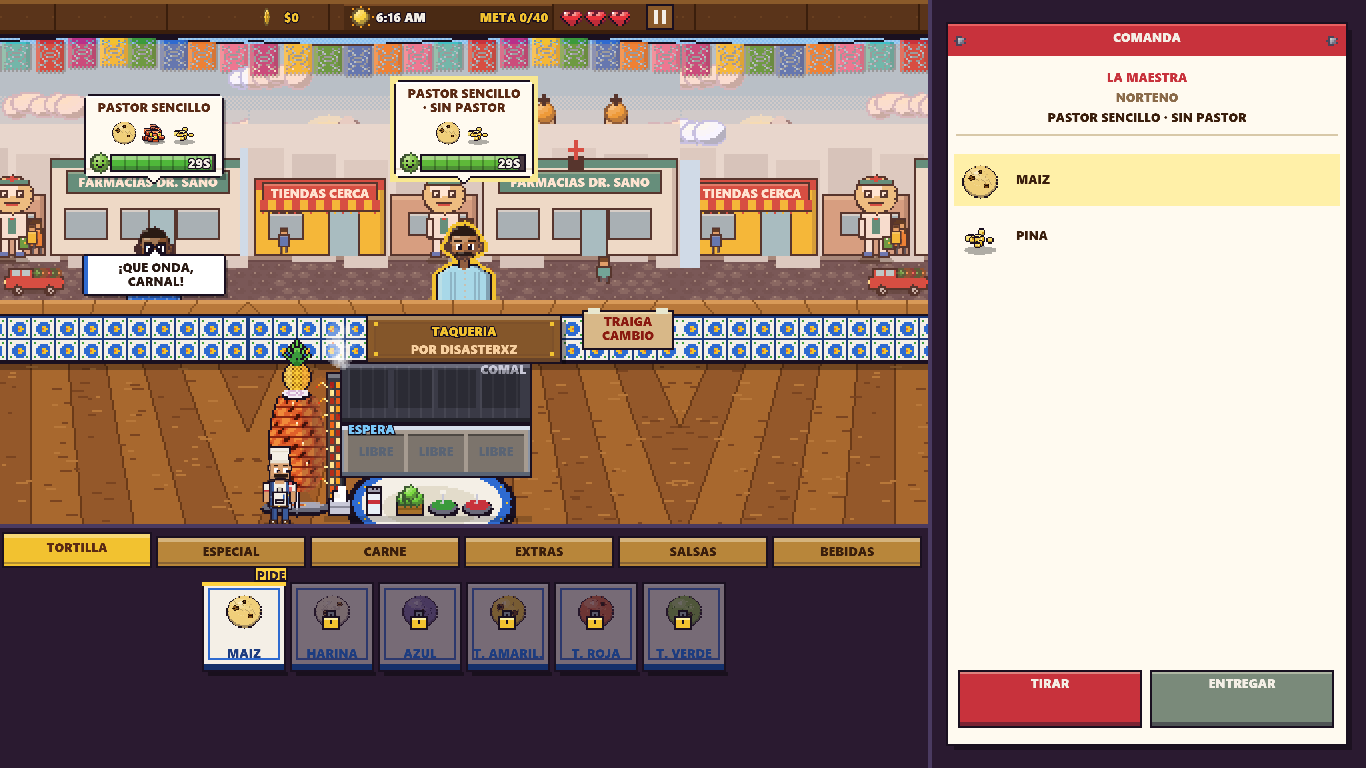 $0
6:16 AM
META 0/40
PASTOR SENCILLO
29S
PASTOR SENCILLO
· SIN PASTOR
29S
FARMACIAS DR. SANO
TIENDAS CERCA
FARMACIAS DR. SANO
TIENDAS CERCA
¡QUE ONDA,
CARNAL!
TAQUERIA
POR DISASTERXZ
TRAIGA
CAMBIO
COMAL
ESPERA
LIBRE LIBRE LIBRE
TORTILLA
ESPECIAL
CARNE
EXTRAS
SALSAS
BEBIDAS
PIDE
MAIZ
HARINA
AZUL
T. AMARIL.
T. ROJA
T. VERDE
COMANDA
LA MAESTRA
NORTENO
PASTOR SENCILLO · SIN PASTOR
MAIZ
PINA
TIRAR
ENTREGAR